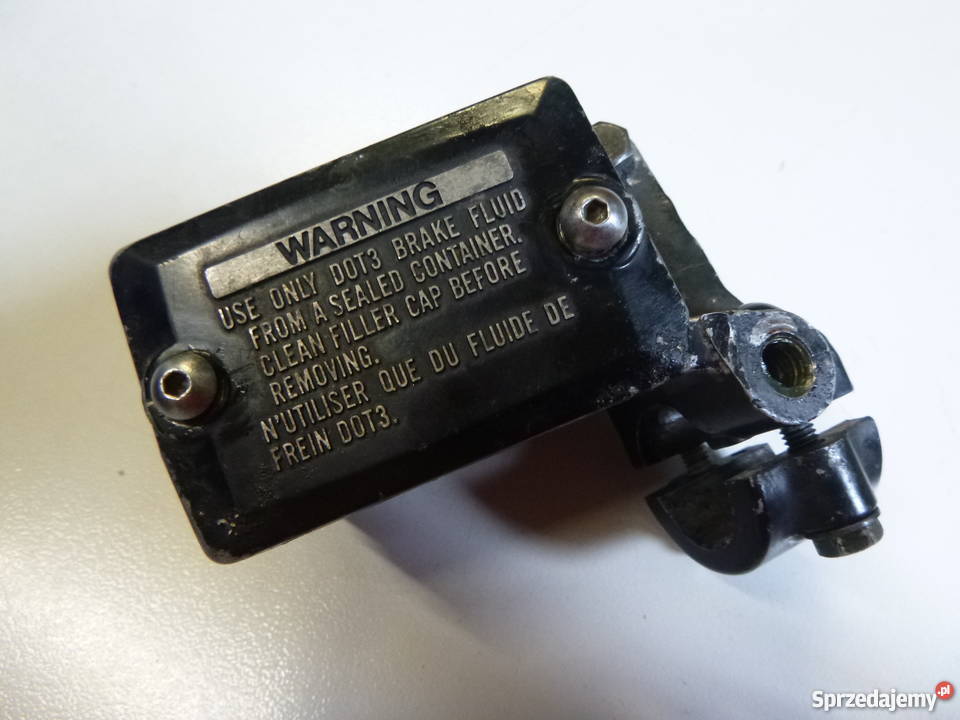 WARNING
USE ONLY DOT3 BRAKE FLUID
FROM A SEALED CONTAINER.
CLEAN FILLER CAP BEFORE
REMOVING.
N'UTILISER QUE DU FLUIDE DE
FREIN DOT3.
Sprzedajemy.pl